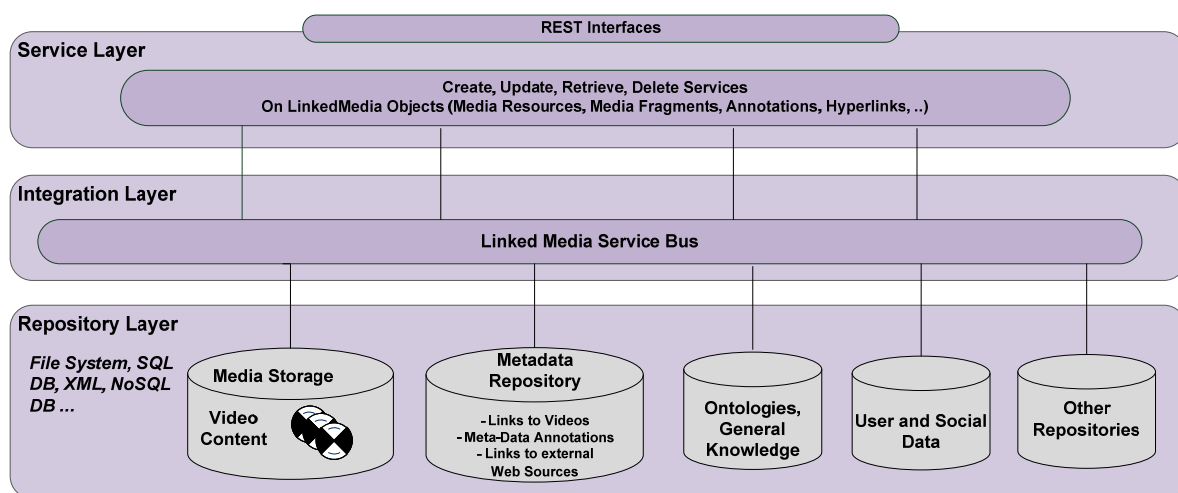 REST Interfaces
Service Layer
Create, Update, Retrieve, Delete Services
On LinkedMedia Objects (Media Resources, Media Fragments, Annotations, Hyperlinks, ..)
Integration Layer
Linked Media Service Bus
Repository Layer
File System, SQL
DB, XML, NoSQL
DB ...
Media Storage
Video
Content
Metadada
Repository
- Links to Videos
- Meta-Data Annotations
- Links to external
Web Sources
Ontologies,
General
Knowledge
User and Social
Data
Other
Repositories